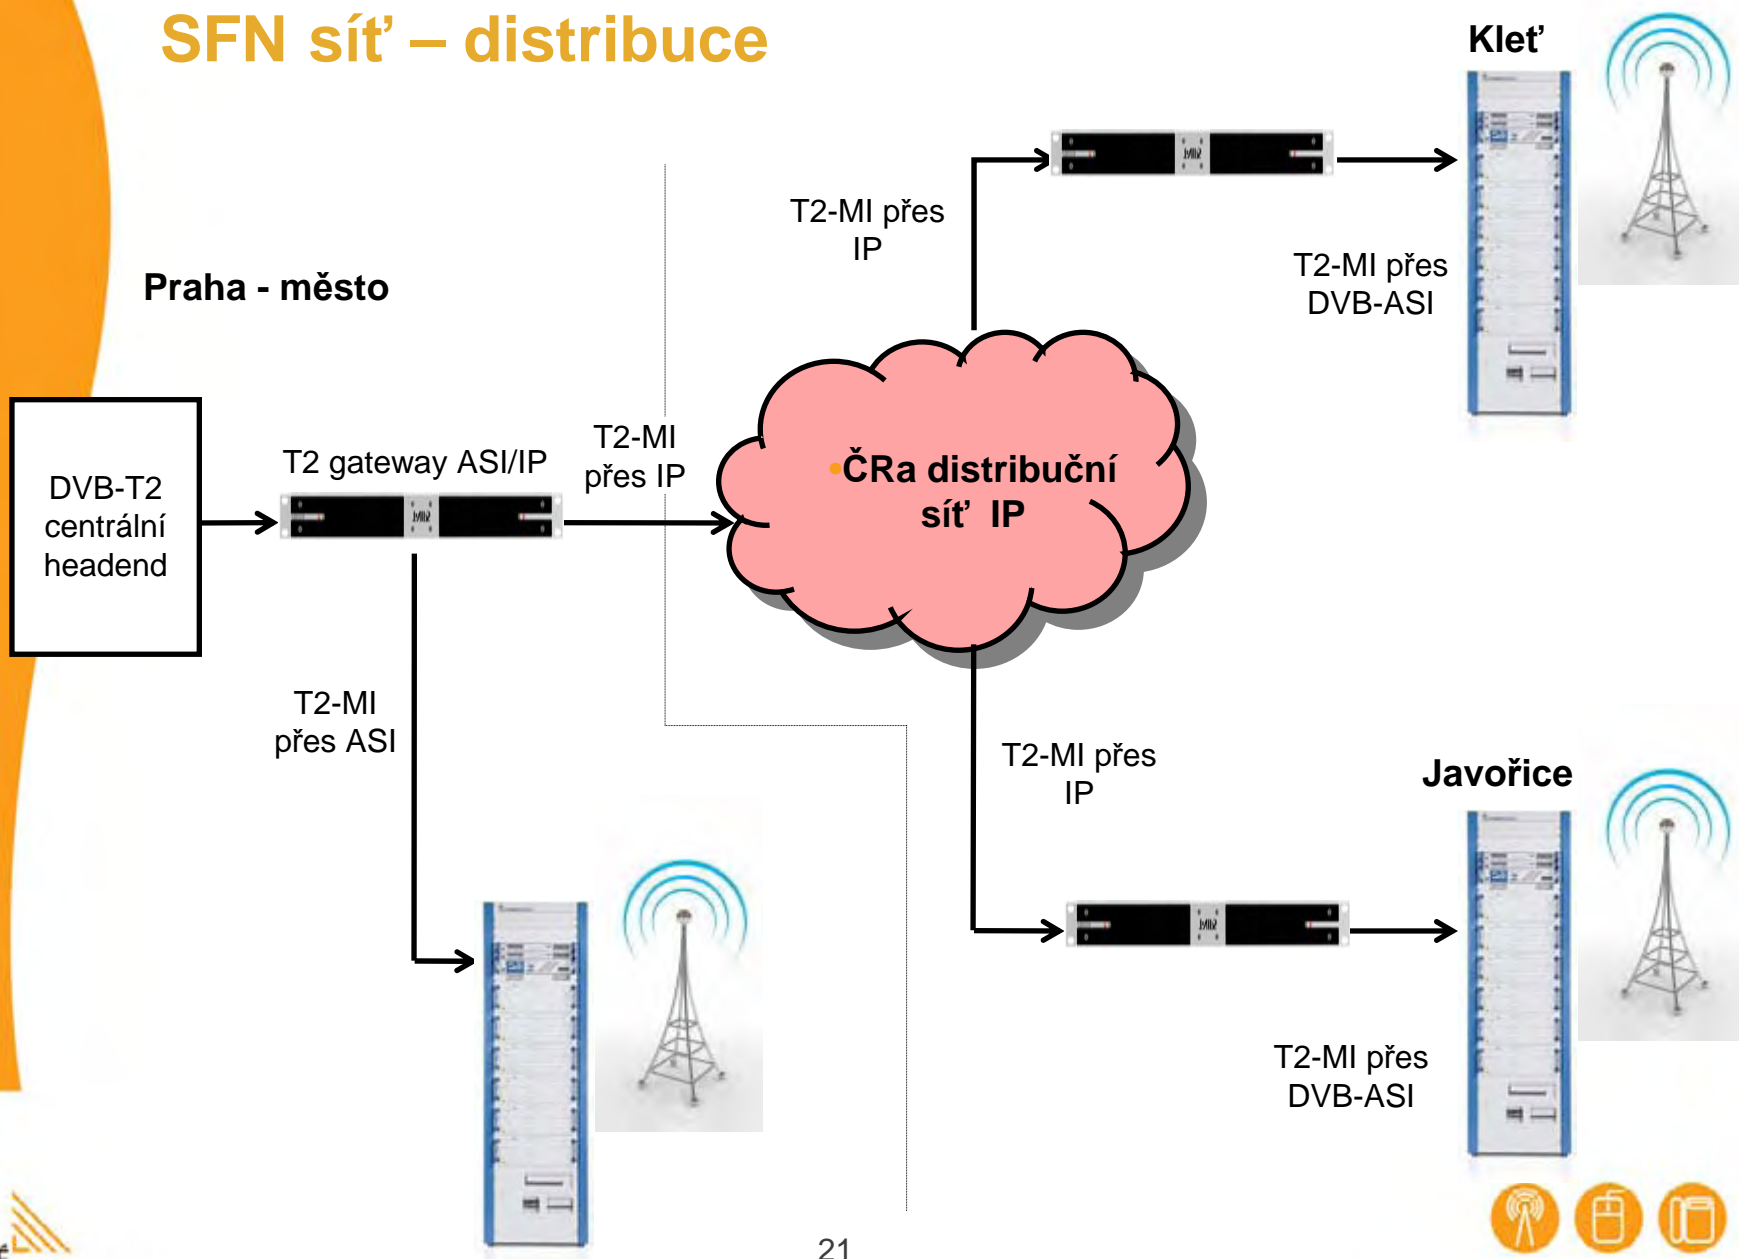 SFN síť – distribuce
Kleť
T2-MI přes
IP
T2-MI přes
DVB-ASI
Praha - město
DVB-T2
centrální
headend
T2 gateway ASI/IP
T2-MI
přes IP
•ČRa distribuční
síť IP
T2-MI
přes ASI
T2-MI přes
IP
Javořice
T2-MI přes
DVB-ASI
21